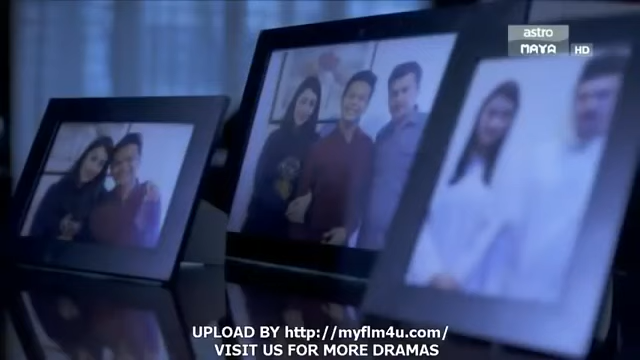 astro
MAYA HD
UPLOAD BY http://myflm4u.com/
VISIT US FOR MORE DRAMAS